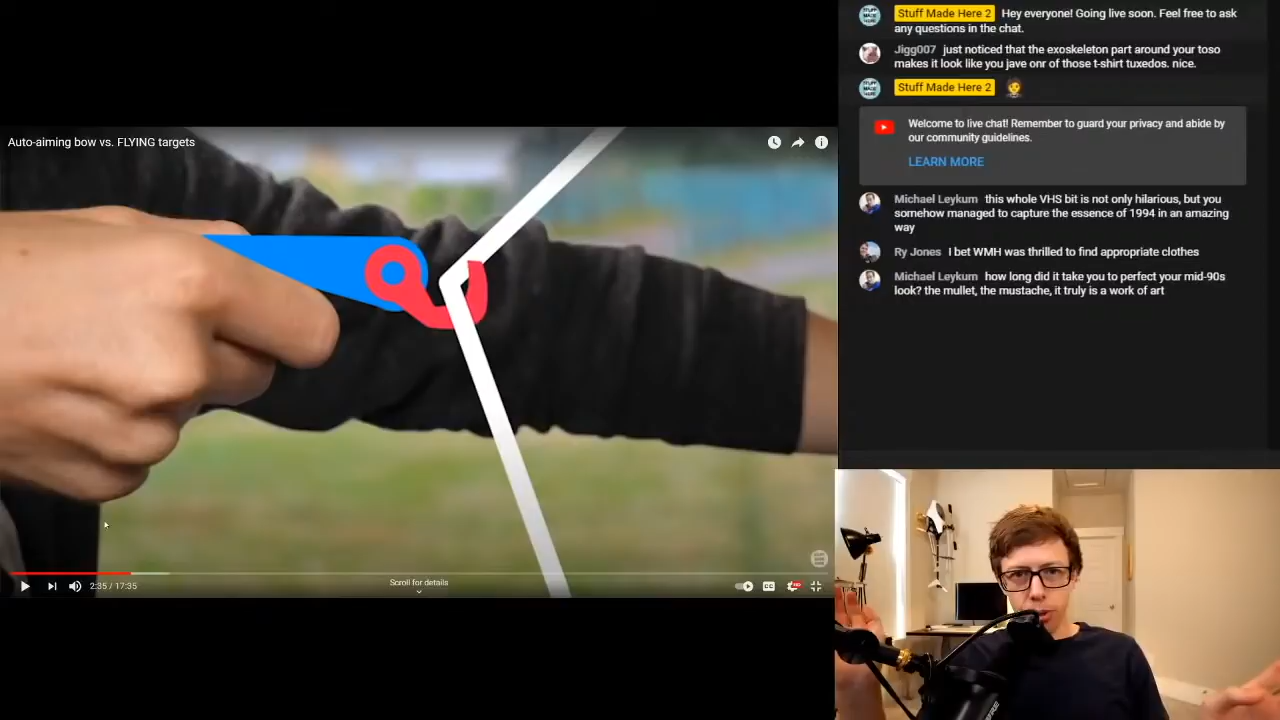 Auto-aiming bow vs. FLYING targets
2:35 / 17:35
Scroll for details
CC
HD
Stuff Made Here 2 Hey everyone! Going live soon. Feel free to ask
any questions in the chat.
Jigg007 just noticed that the exoskeleton part around your toso
makes it look like you jave onr of those t-shirt tuxedos. nice.
Stuff Made Here 2
Welcome to live chat! Remember to guard your privacy and abide by
our community guidelines.
LEARN MORE
Michael Leykum this whole VHS bit is not only hilarious, but you
somehow managed to capture the essence of 1994 in an amazing
way
Ry Jones I bet WMH was thrilled to find appropriate clothes
Michael Leykum how long did it take you to perfect your mid-90s
look? the mullet, the mustache, it truly is a work of art